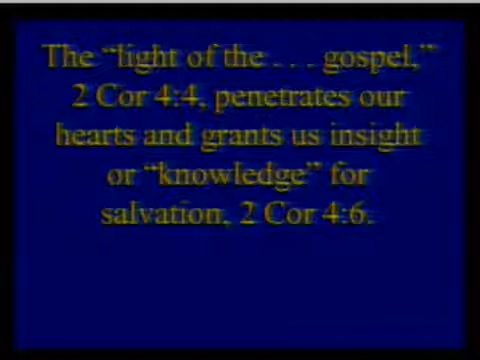 The “light of the . . . gospel,”
2 Cor 4:4, penetrates our
hearts and grants us insight
or “knowledge” for
salvation, 2 Cor 4:6.